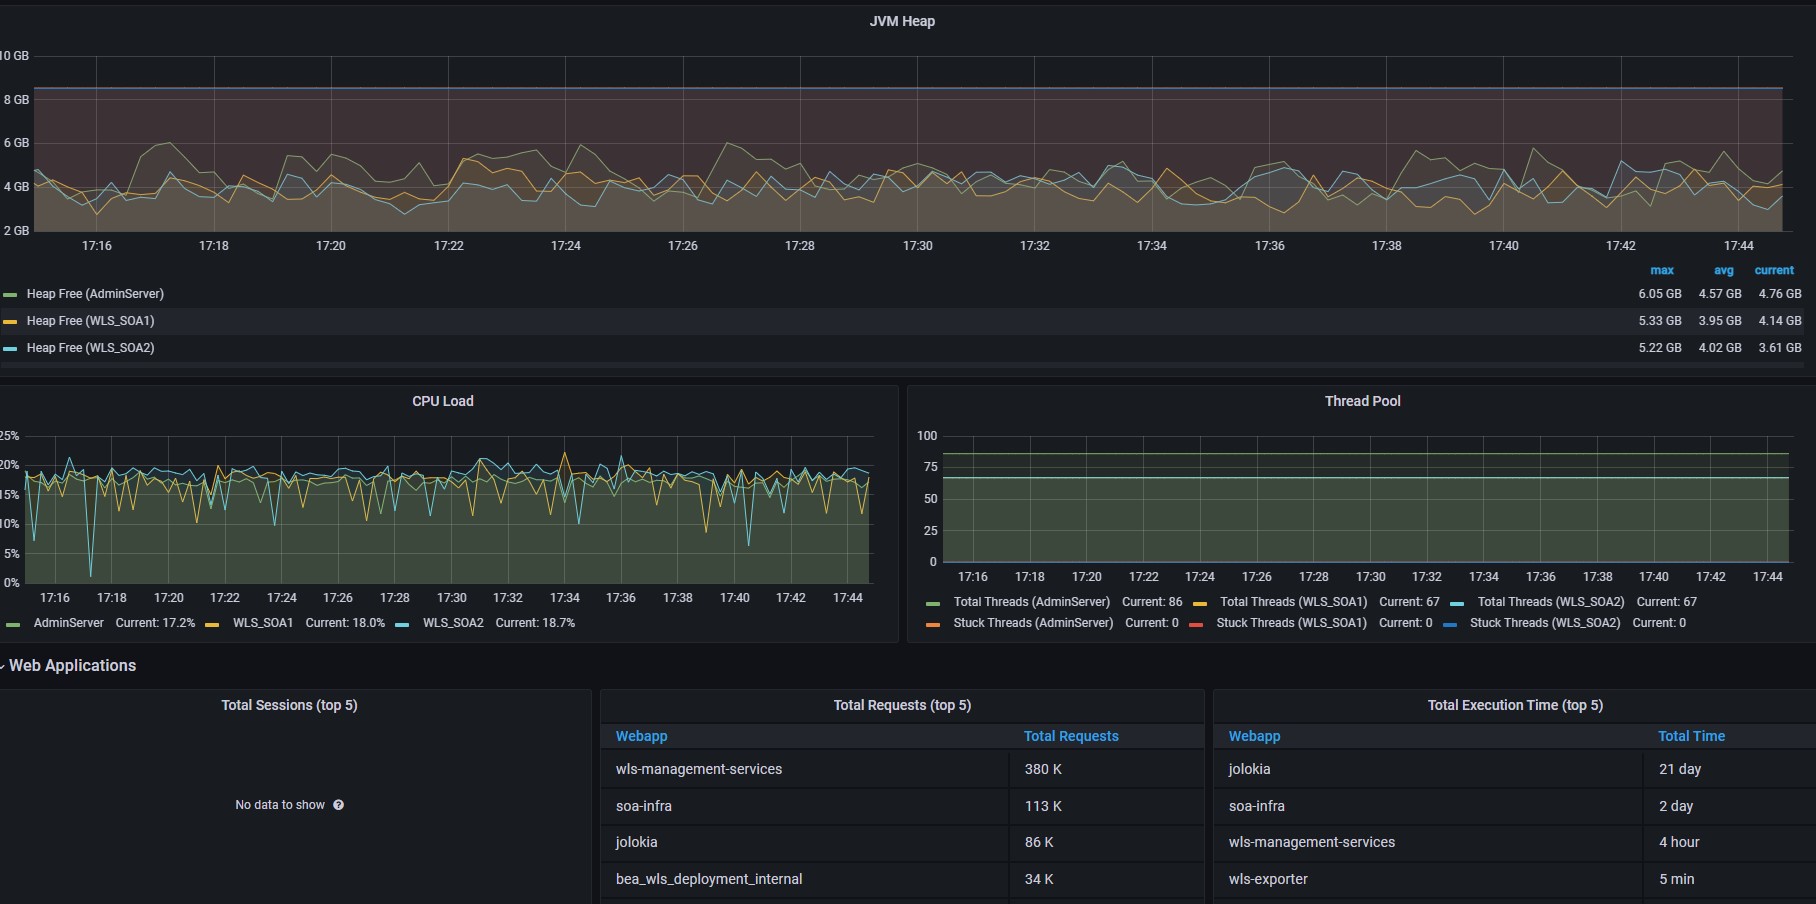 JVM Heap
10 GB
8 GB
6 GB
4 GB
2 GB
17:16 17:18 17:20 17:22 17:24 17:26 17:28 17:30 17:32 17:34 17:36 17:38 17:40 17:42 17:44
max avg current
Heap Free (AdminServer) 6.05 GB 4.57 GB 4.76 GB
Heap Free (WLS_SOA1) 5.33 GB 3.95 GB 4.14 GB
Heap Free (WLS_SOA2) 5.22 GB 4.02 GB 3.61 GB
CPU Load
25%
20%
15%
10%
5%
0%
17:16 17:18 17:20 17:22 17:24 17:26 17:28 17:30 17:32 17:34 17:36 17:38 17:40 17:42 17:44
AdminServer Current: 17.2% WLS_SOA1 Current: 18.0% WLS_SOA2 Current: 18.7%
Thread Pool
100
75
50
25
0
17:16 17:18 17:20 17:22 17:24 17:26 17:28 17:30 17:32 17:34 17:36 17:38 17:40 17:42 17:44
Total Threads (AdminServer) Current: 86 Total Threads (WLS_SOA1) Current: 67 Total Threads (WLS_SOA2) Current: 67
Stuck Threads (AdminServer) Current: 0 Stuck Threads (WLS_SOA1) Current: 0 Stuck Threads (WLS_SOA2) Current: 0
Web Applications
Total Sessions (top 5)
No data to show ?
Total Requests (top 5)
Webapp Total Requests
wls-management-services 380 K
soa-infra 113 K
jolokia 86 K
bea_wls_deployment_internal 34 K
Total Execution Time (top 5)
Webapp Total Time
jolokia 21 day
soa-infra 2 day
wls-management-services 4 hour
wls-exporter 5 min